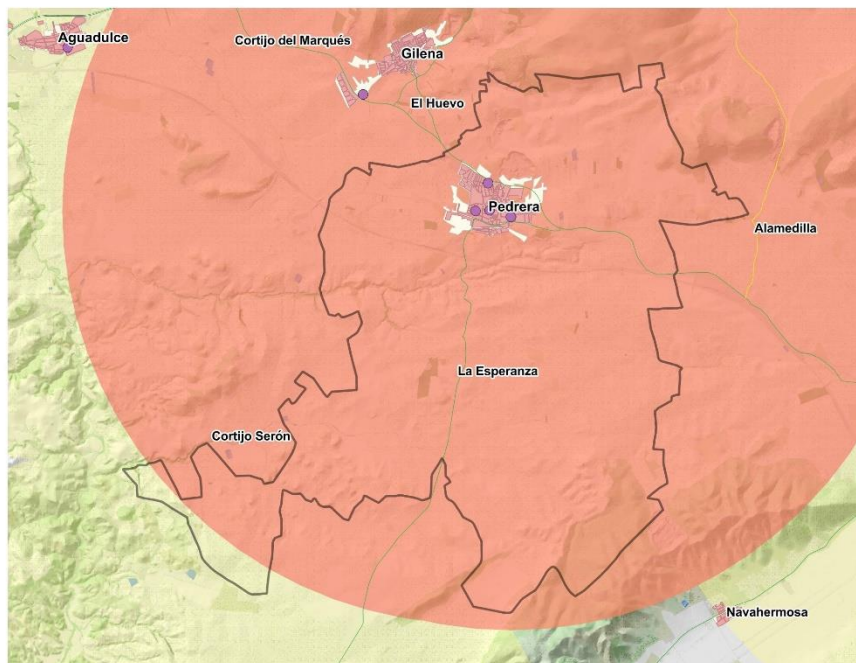 Aguadulce
Cortijo del Marqués
Gilena
El Huevo
Pedrera
Alamedilla
La Esperanza
Cortijo Serón
Navahermosa